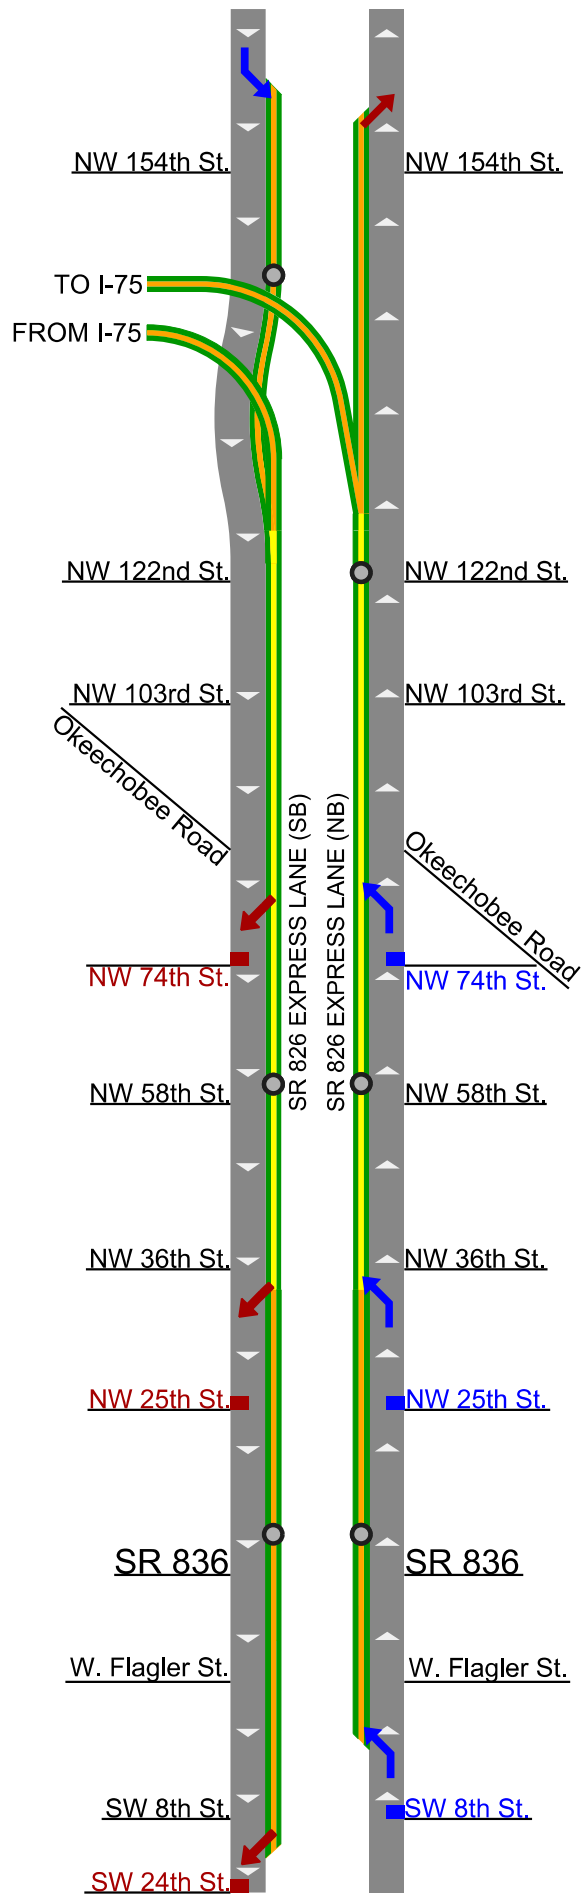 NW 154th St.
NW 154th St.
TO I-75
FROM I-75
NW 122nd St.
NW 122nd St.
NW 103rd St.
NW 103rd St.
Okeechobee Road
Okeechobee Road
SR 826 EXPRESS LANE (SB)
SR 826 EXPRESS LANE (NB)
NW 74th St.
NW 74th St.
NW 58th St.
NW 58th St.
NW 36th St.
NW 36th St.
NW 25th St.
NW 25th St.
SR 836
SR 836
W. Flagler St.
W. Flagler St.
SW 8th St.
SW 8th St.
SW 24th St.